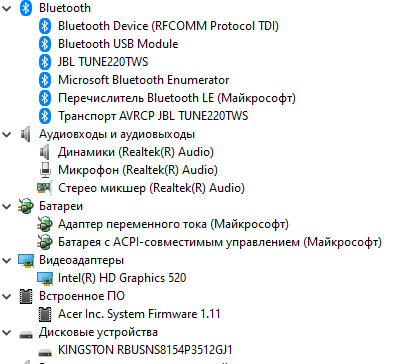 Bluetooth
Bluetooth Device (RFCOMM Protocol TDI)
Bluetooth USB Module
JBL TUNE220TWS
Microsoft Bluetooth Enumerator
Перечислитель Bluetooth LE (Майкрософт)
Транспорт AVRCP JBL TUNE220TWS
Аудиовходы и аудиовыходы
Динамики (Realtek(R) Audio)
Микрофон (Realtek(R) Audio)
Стерео микшер (Realtek(R) Audio)
Батареи
Адаптер переменного тока (Майкрософт)
Батарея с ACPI-совместимым управлением (Майкрософт)
Видеоадаптеры
Intel(R) HD Graphics 520
Встроенное ПО
Acer Inc. System Firmware 1.11
Дисковые устройства
KINGSTON RBUSNS8154P3512GJ1